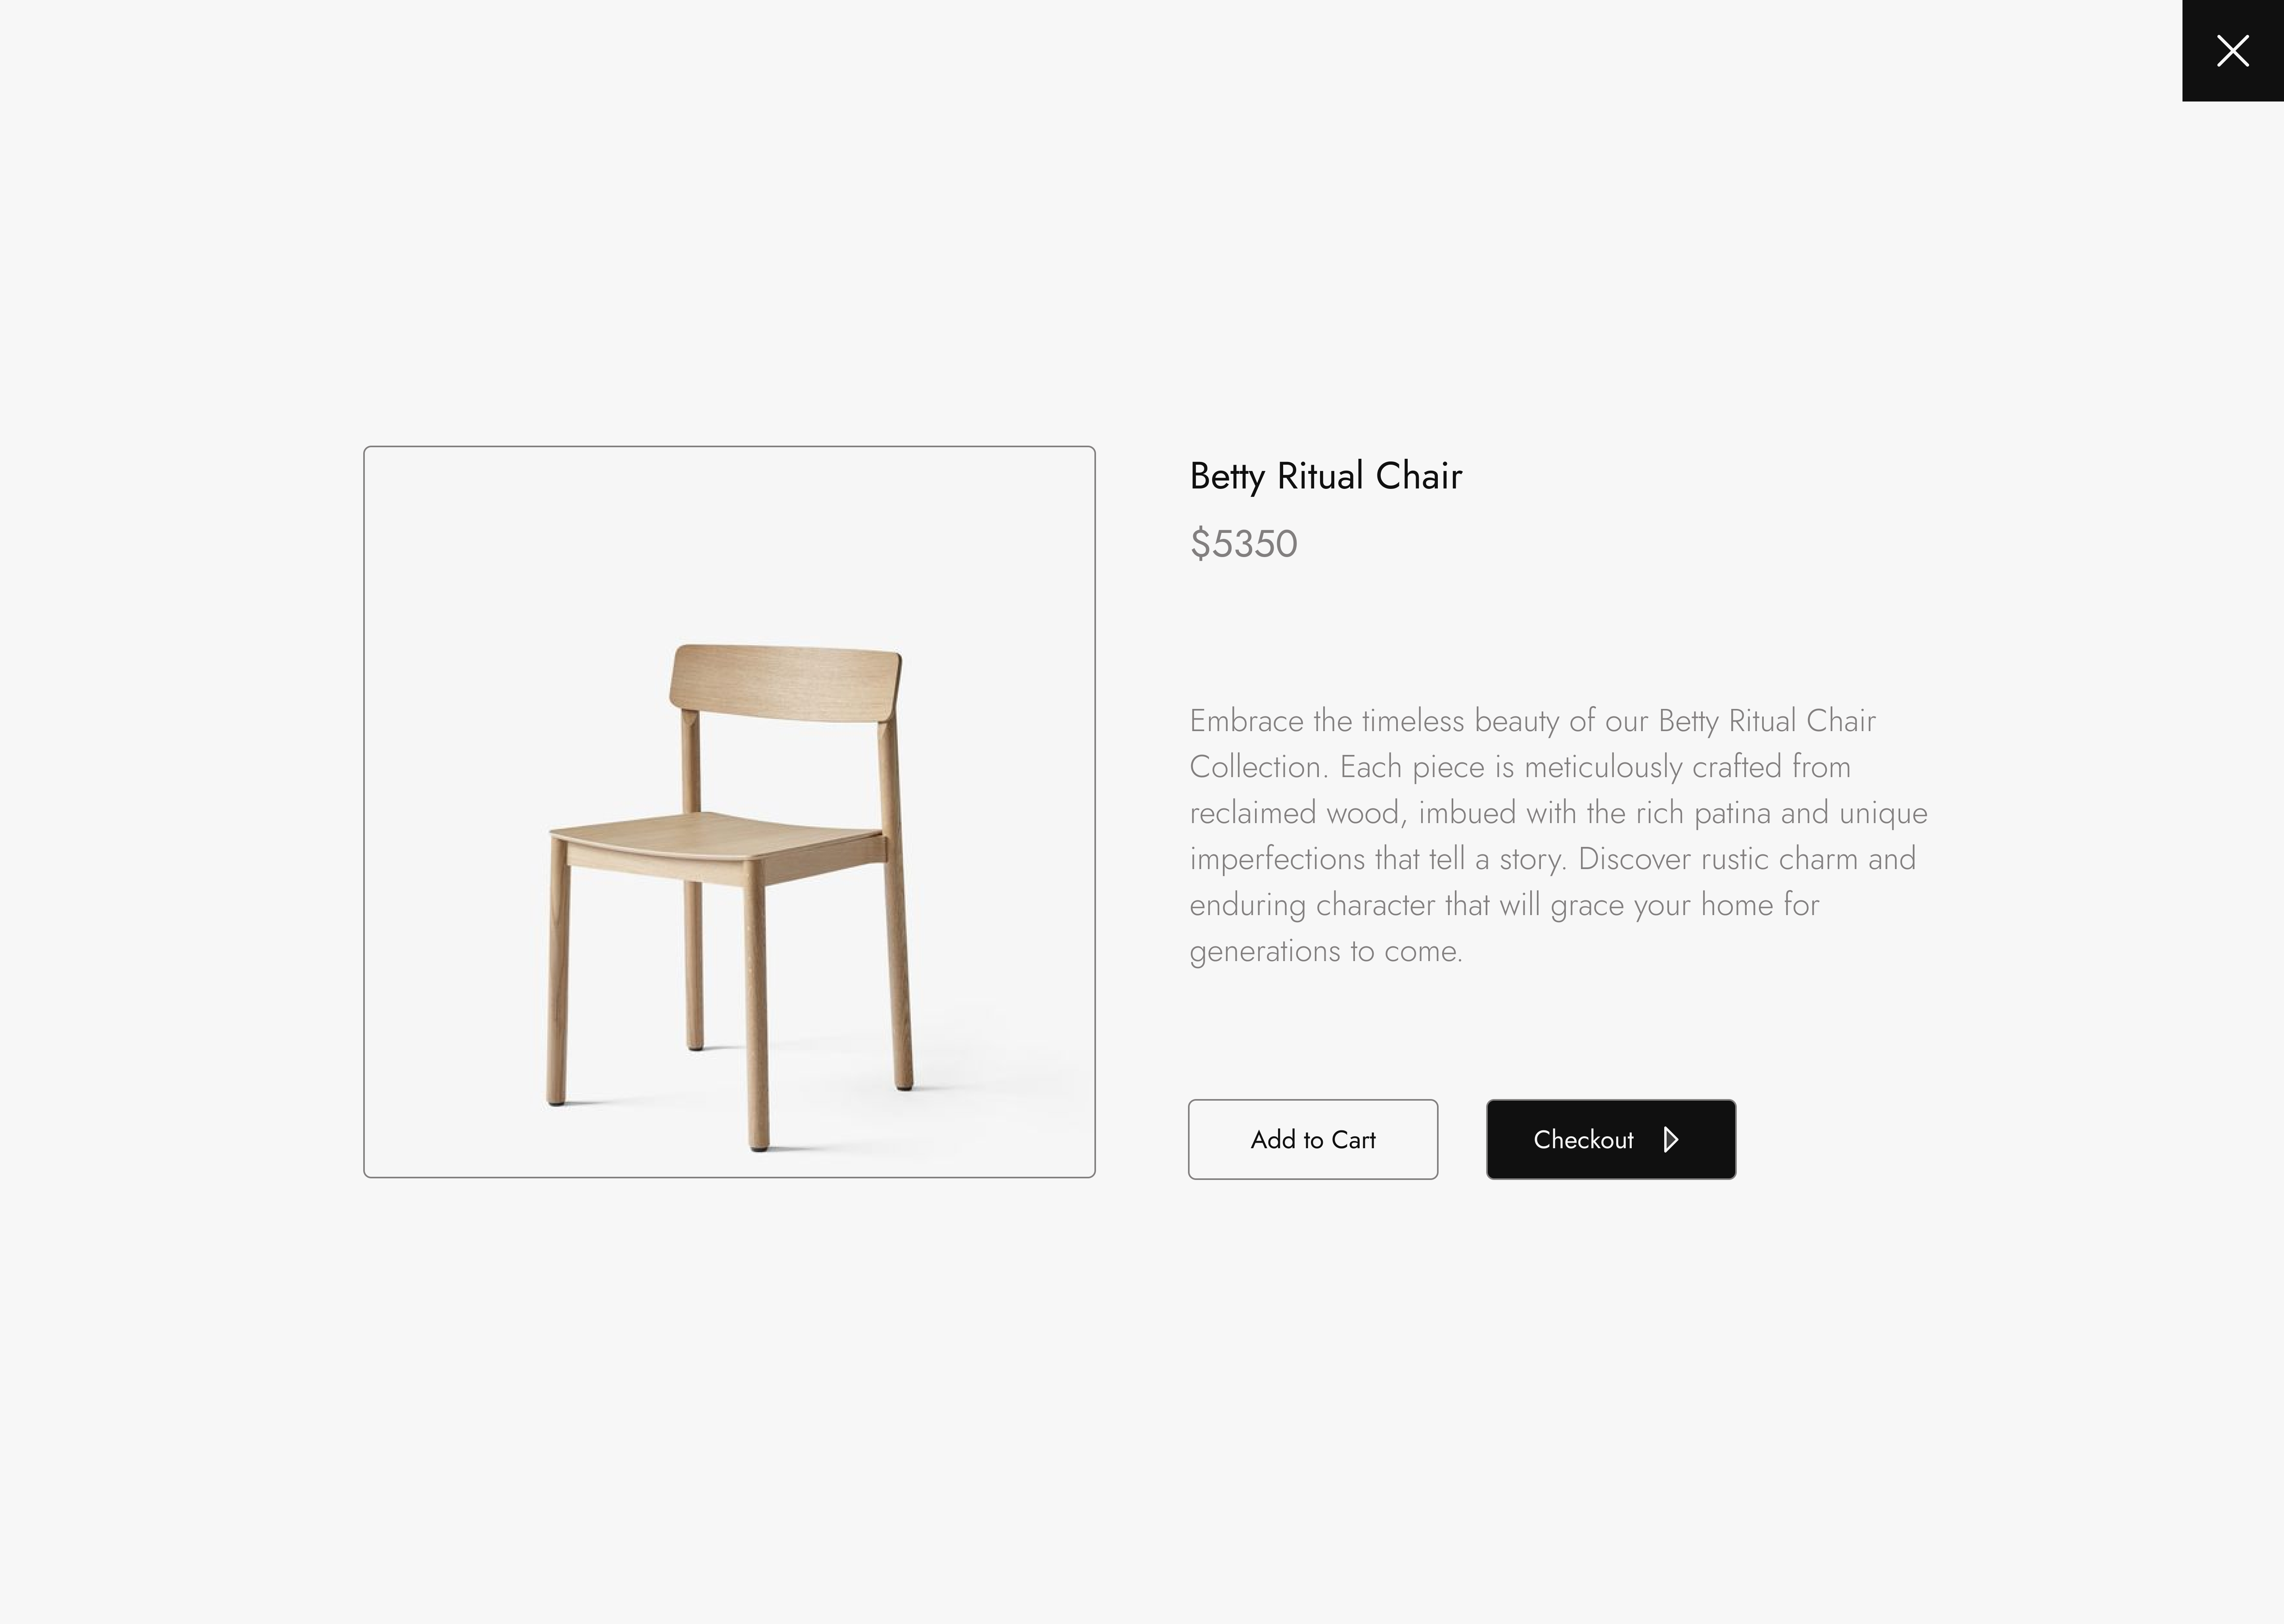 Betty Ritual Chair
$5350
Embrace the timeless beauty of our Betty Ritual Chair
Collection. Each piece is meticulously crafted from
reclaimed wood, imbued with the rich patina and unique
imperfections that tell a story. Discover rustic charm and
enduring character that will grace your home for
generations to come.
Add to Cart
Checkout